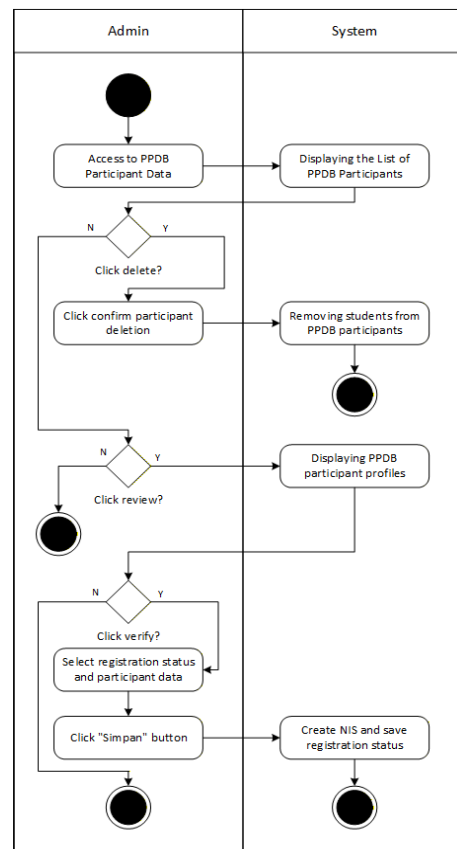 Admin
System
Access to PPDB
Participant Data
Displaying the List of
PPDB Participants
N
Y
Click delete?
Click confirm participant
deletion
Removing students from
PPDB participants
N
Y
Click review?
Displaying PPDB
participant profiles
N
Y
Click verify?
Select registration status
and participant data
Click "Simpan" button
Create NIS and save
registration status